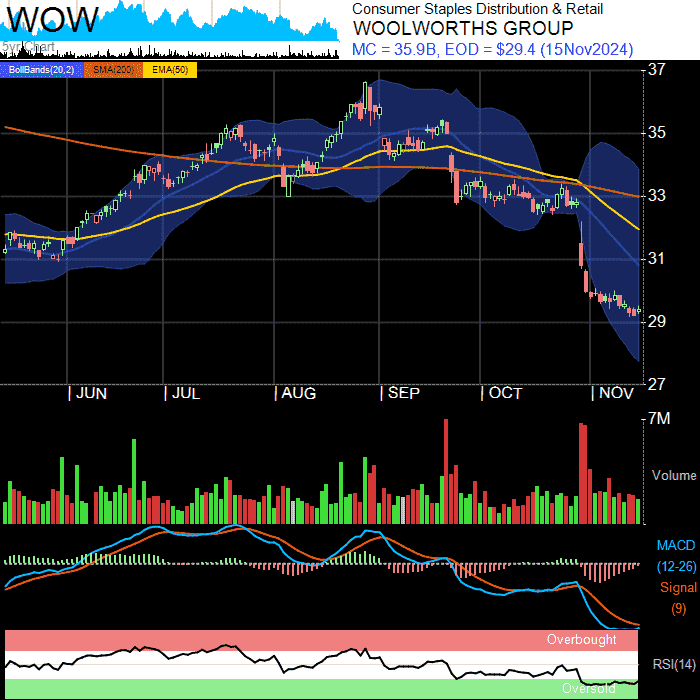 WOW
5yr Chart
Consumer Staples Distribution & Retail
WOOLWORTHS GROUP
MC = 35.9B, EOD = $29.4 (15Nov2024)
BollBands(20,2) SMA(200) EMA(50)
37
35
33
31
29
27
JUN JUL AUG SEP OCT NOV
7M
Volume
MACD
(12-26)
Signal
(9)
Overbought
RSI(14)
Oversold